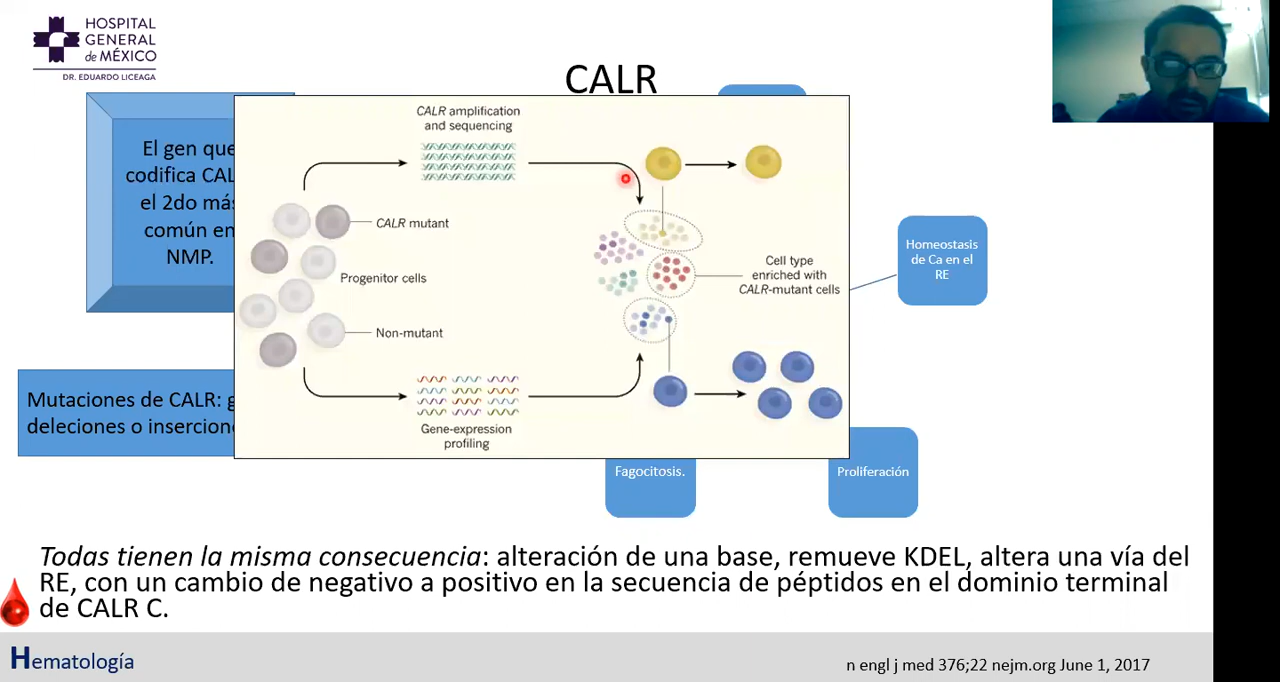 HOSPITAL
GENERAL
de MÉXICO
DR. EDUARDO LICEAGA
CALR
El gen que
codifica
el 2do
común en
NMP.
CALR amplification
and sequencing
CALR mutant
Progenitor cells
Non-mutant
Cell type
enriched with
CALR-mutant cells
Gene-expression
profiling
Homeostasis
de Ca en el
RE
Mutaciones de CALR:
deleciones o
Fagocitosis.
Proliferación
Todas tienen la misma consecuencia: alteración de una base, remueve KDEL, altera una vía del
RE, con un cambio de negativo a positivo en la secuencia de péptidos en el dominio terminal
de CALR C.
Hematología
n engl j med 376;22 nejm.org June 1, 2017